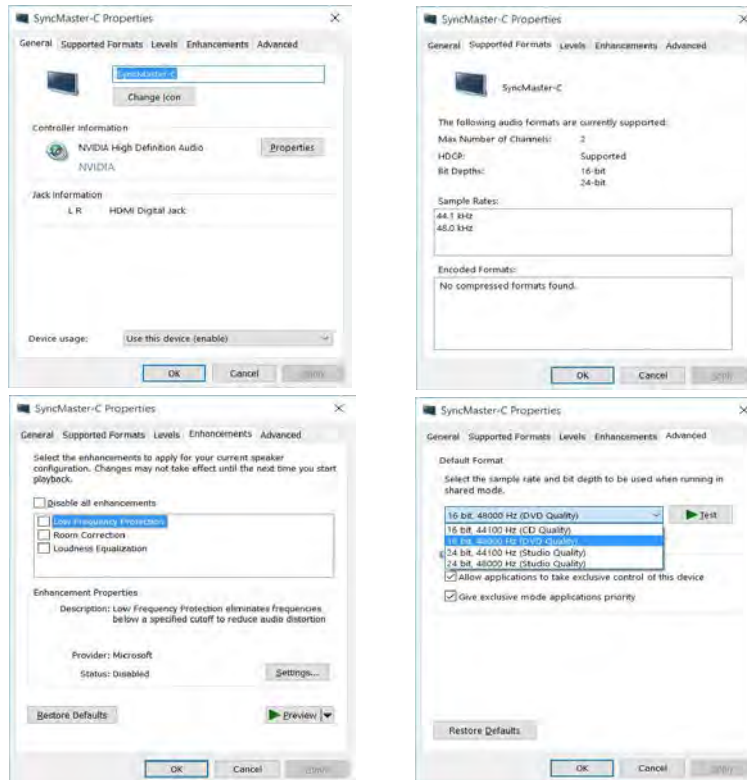 SyncMaster-C Properties
General Supported Formats Levels Enhancements Advanced
SyncMaster-C
Change Icon
Controller Information
NVIDIA High Definition Audio
Properties
NVIDIA
Jack Information
L R HDMI Digital Jack
Device usage: Use this device (enable)
OK Cancel Apply
SyncMaster-C Properties
General Supported Formats Levels Enhancements Advanced
SyncMaster-C
The following audio formats are currently supported:
Max Number of Channels: 2
HDCP: Supported
Bit Depths: 16-bit
24-bit
Sample Rates:
44.1 kHz
48.0 kHz
Encoded Formats:
No compressed formats found.
OK Cancel Apply
SyncMaster-C Properties
General Supported Formats Levels Enhancements Advanced
Select the enhancements to apply for your current speaker
configuration. Changes may not take effect until the next time you start
playback.
Disable all enhancements
Low Frequency Protection
Room Correction
Loudness Equalization
Enhancement Properties
Description: Low Frequency Protection eliminates frequencies
below a specified cutoff to reduce audio distortion
Provider: Microsoft
Status: Disabled
Settings...
Restore Defaults
Preview
OK Cancel Apply
SyncMaster-C Properties
General Supported Formats Levels Enhancements Advanced
Default Format
Select the sample rate and bit depth to be used when running in
shared mode.
16 bit, 48000 Hz (DVD Quality)
Test
16 bit, 44100 Hz (CD Quality)
16 bit, 48000 Hz (DVD Quality)
24 bit, 44100 Hz (Studio Quality)
24 bit, 48000 Hz (Studio Quality)
Allow applications to take exclusive control of this device
Give exclusive mode applications priority
Restore Defaults
OK Cancel Apply